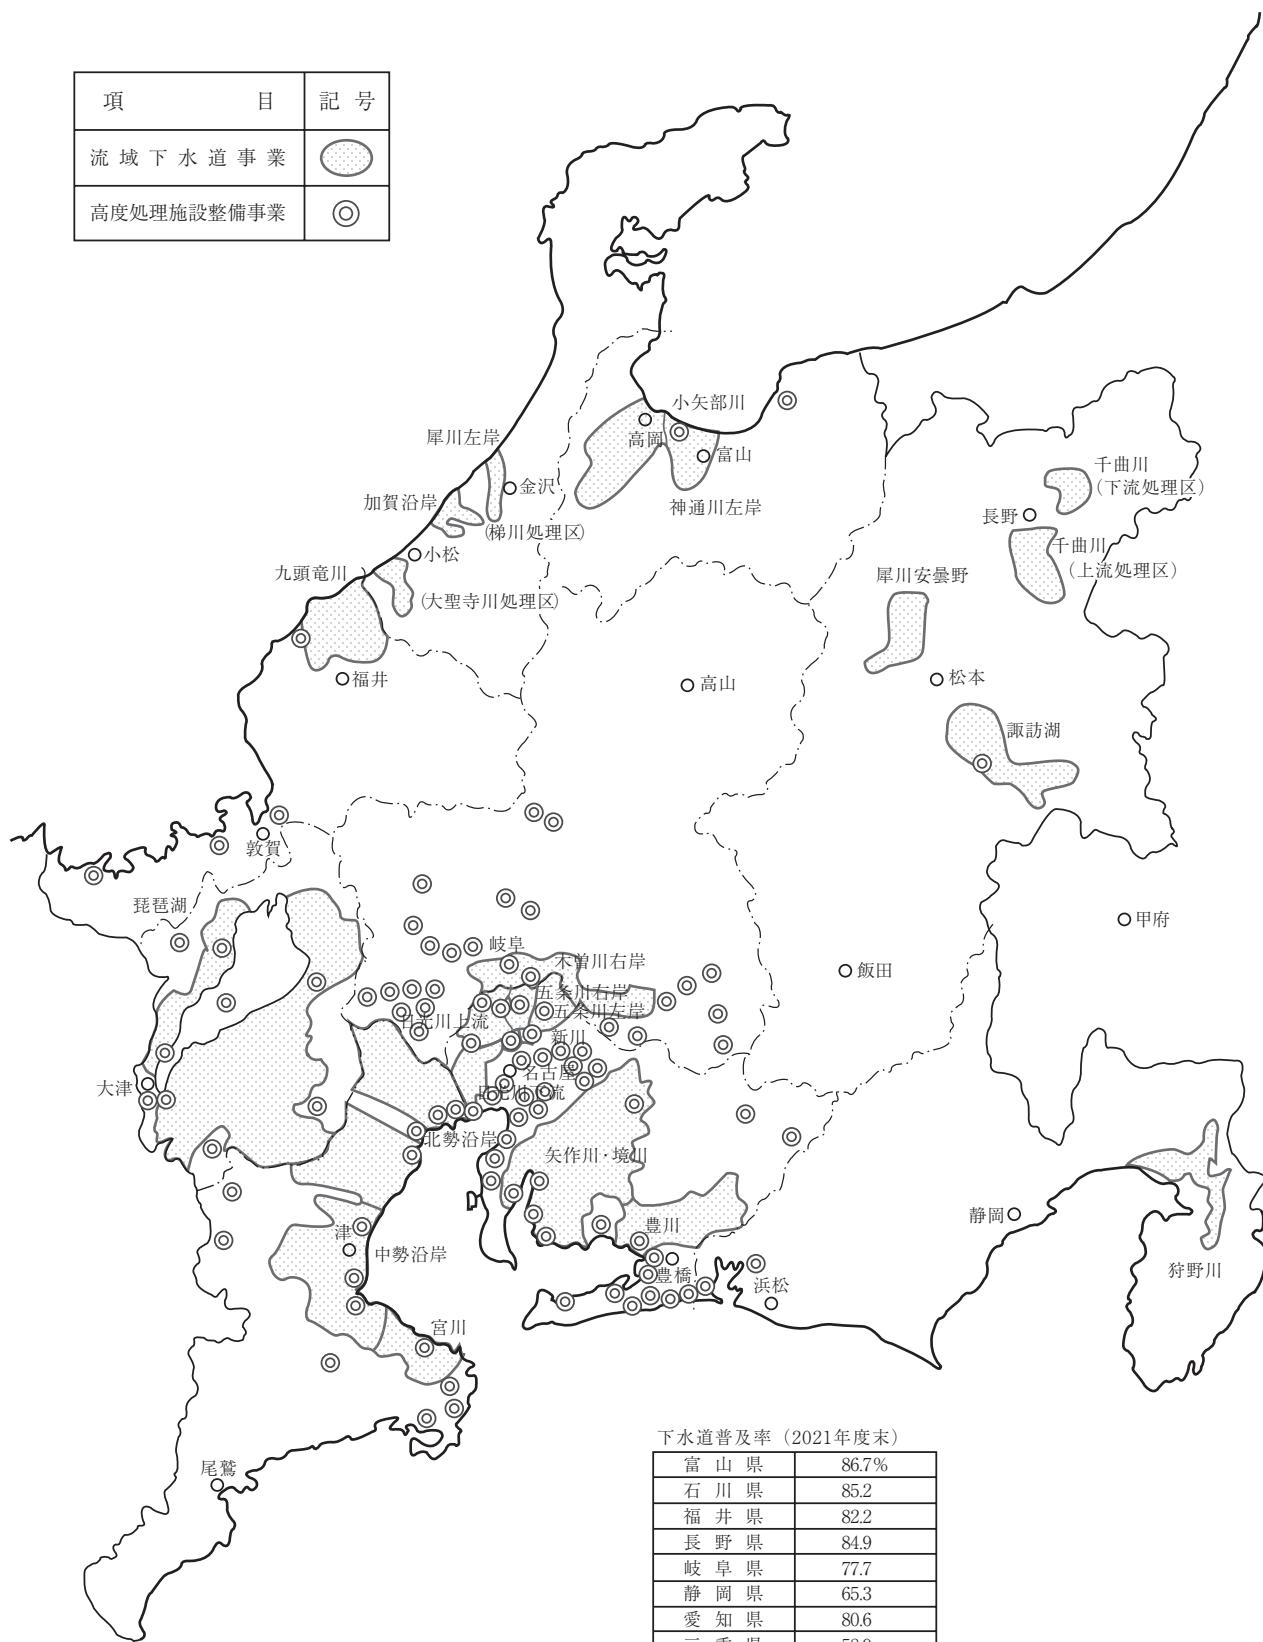 項目 記号
流域下水道事業
高度処理施設整備事業
小矢部川
高岡
富山
神通川左岸
犀川左岸
金沢
加賀沿岸
(梯川処理区)
小松
九頭竜川
(大聖寺川処理区)
福井
千曲川
(下流処理区)
長野
千曲川
(上流処理区)
犀川安曇野
松本
高山
諏訪湖
敦賀
琵琶湖
甲府
岐阜
木曽川右岸
飯田
五条川右岸
五条川左岸
日光川上流
新川
名古屋
大津
日光川下流
北勢沿岸
矢作川・境川
静岡
豊川
津
中勢沿岸
豊橋
浜松
狩野川
宮川
尾鷲
下水道普及率（2021年度末）
富山県 86.7%
石川県 85.2
福井県 82.2
長野県 84.9
岐阜県 77.7
静岡県 65.3
愛知県 80.6